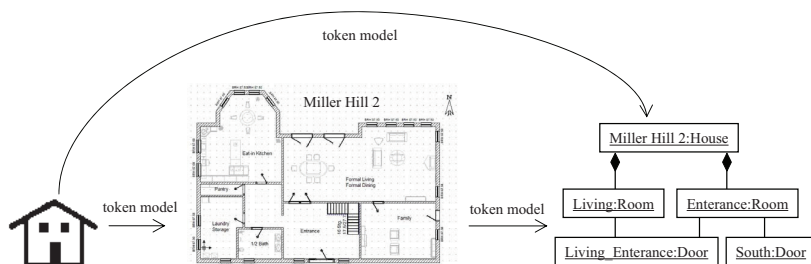 token model
Miller Hill 2
N
Eat-in Kitchen
Formal Living
Formal Dining
Pantry
Laundry
Storage
1/2 Bath
Entrance
Family
token model
token model
Miller Hill 2:House
Living:Room
Enterance:Room
Living_Enterance:Door
South:Door